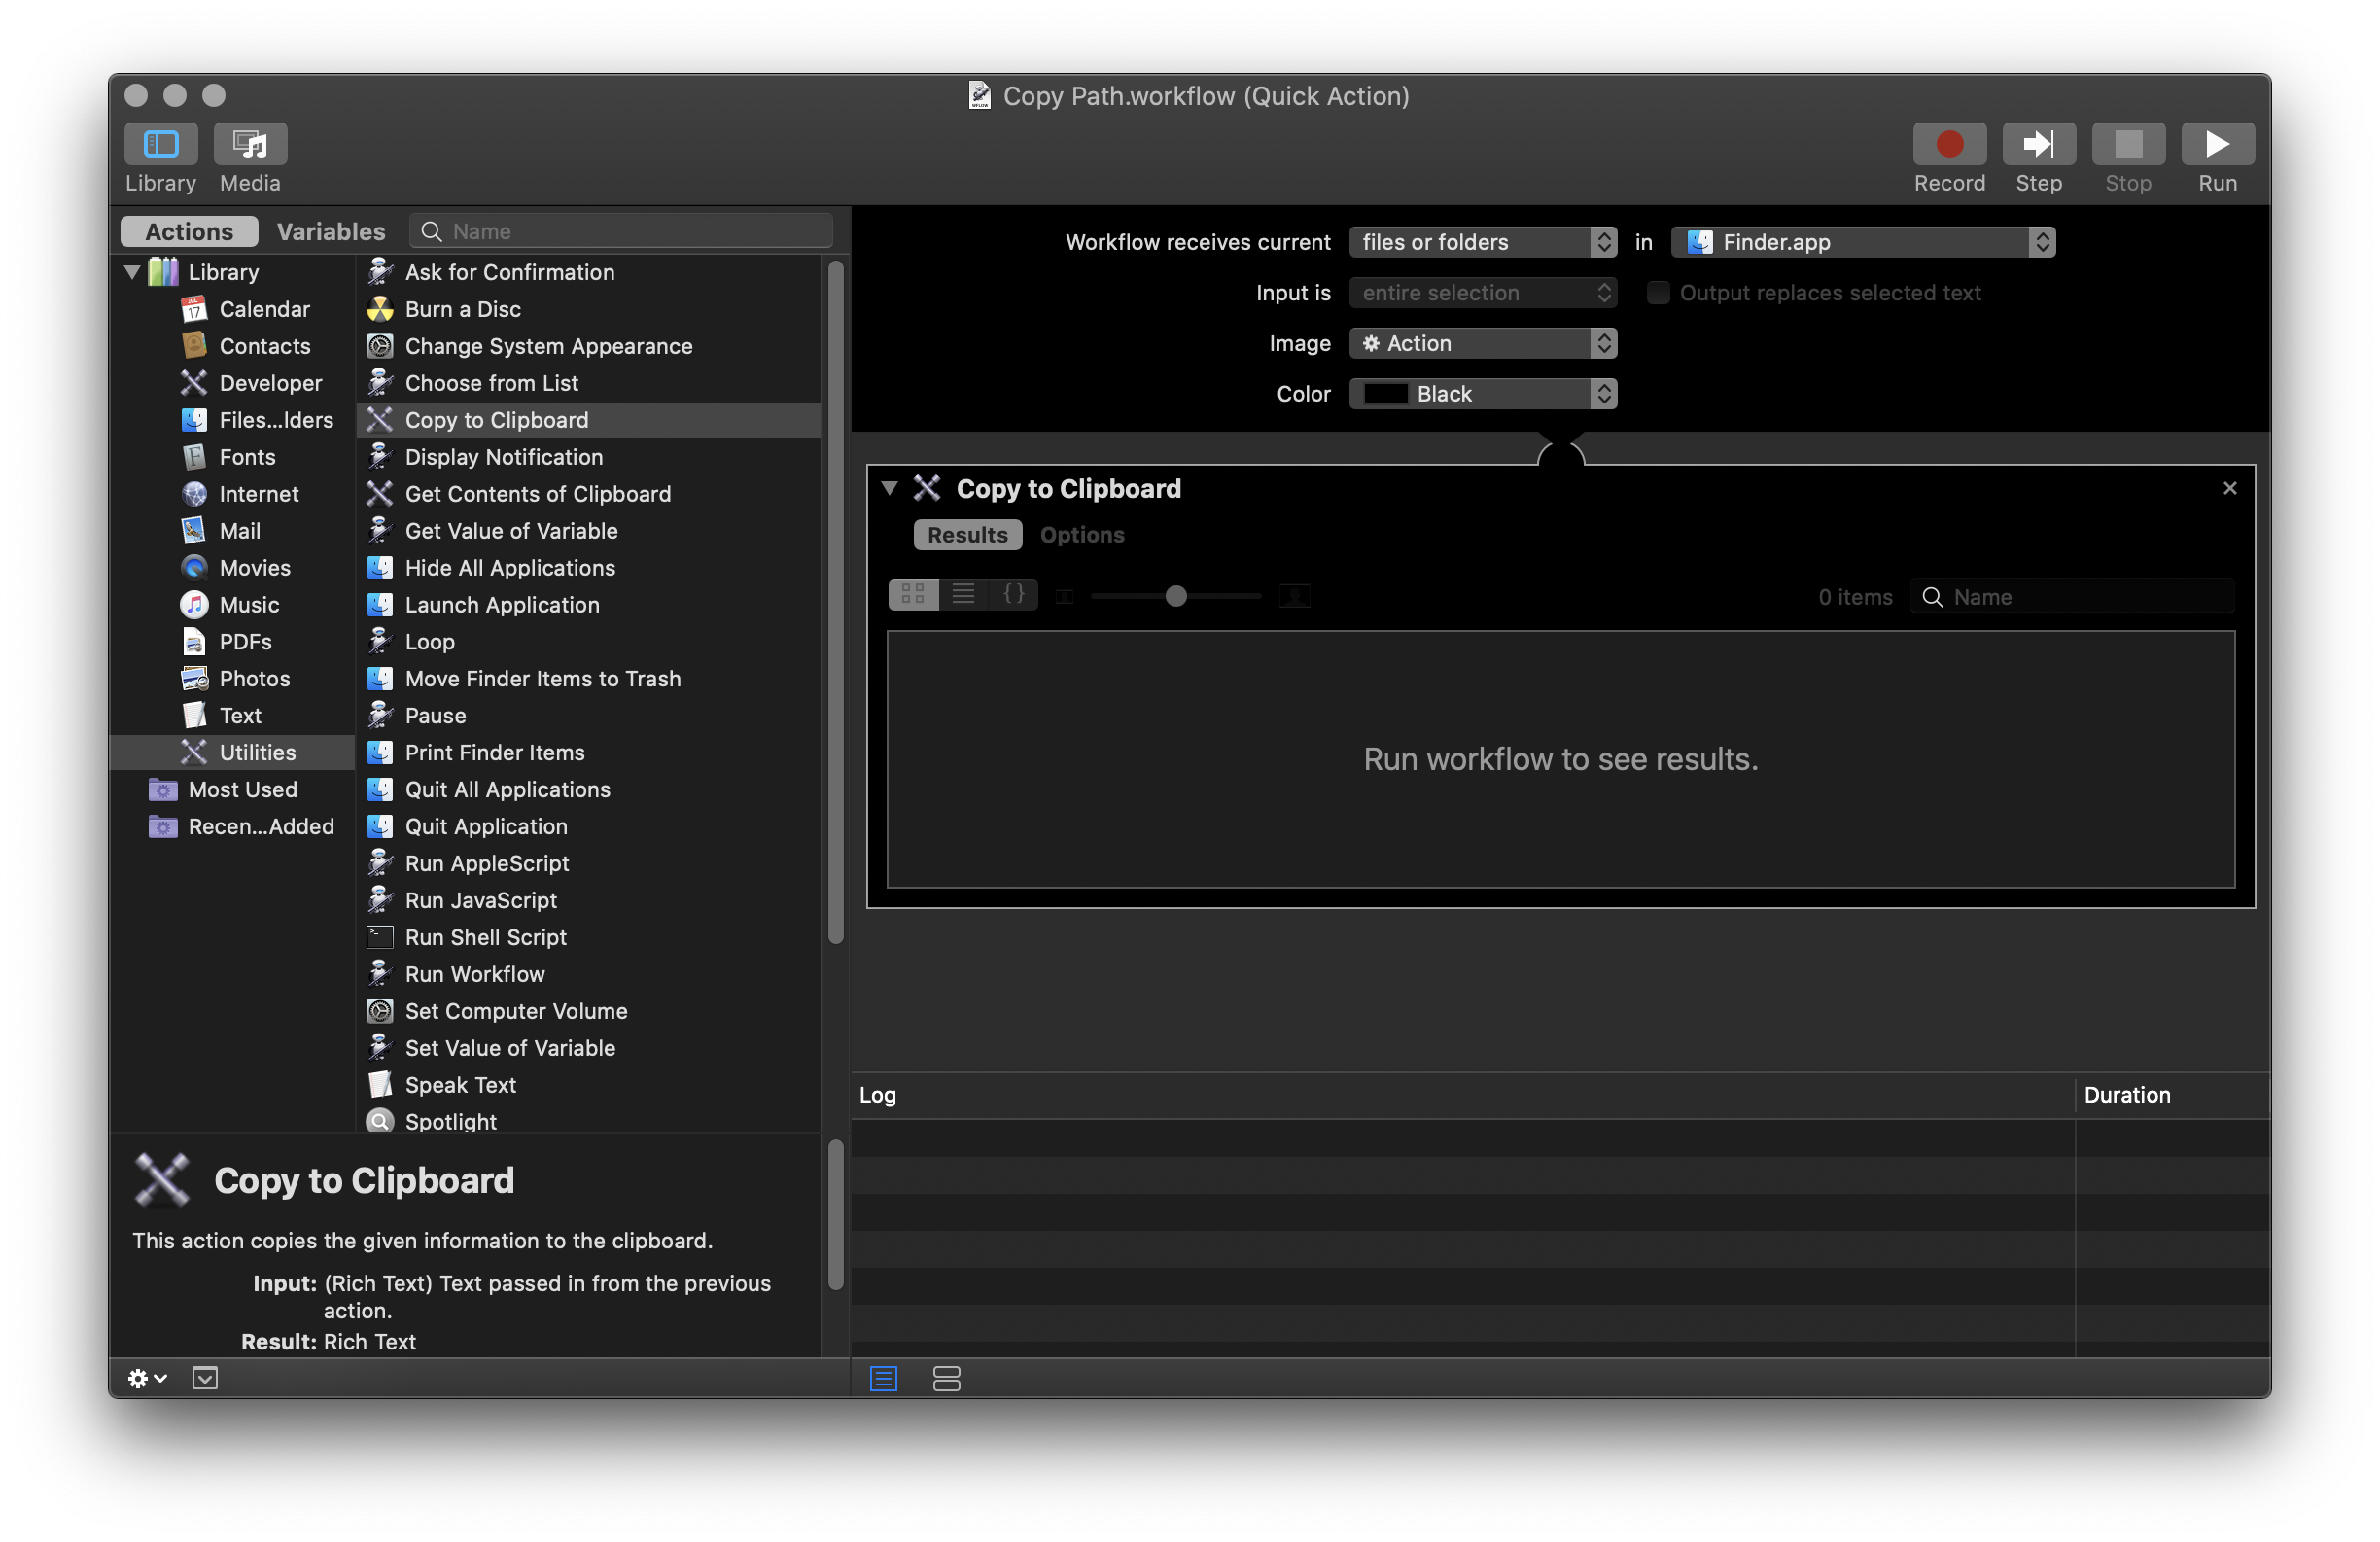 Copy Path.workflow (Quick Action)
Library
Media
Record
Step
Stop
Run
Actions
Variables
Name
Library
Calendar
Contacts
Developer
Files...lders
Fonts
Internet
Mail
Movies
Music
PDFs
Photos
Text
Utilities
Most Used
Recen...Added
Ask for Confirmation
Burn a Disc
Change System Appearance
Choose from List
Copy to Clipboard
Display Notification
Get Contents of Clipboard
Get Value of Variable
Hide All Applications
Launch Application
Loop
Move Finder Items to Trash
Pause
Print Finder Items
Quit All Applications
Quit Application
Run AppleScript
Run JavaScript
Run Shell Script
Run Workflow
Set Computer Volume
Set Value of Variable
Speak Text
Spotlight
Copy to Clipboard
This action copies the given information to the clipboard.
Input: (Rich Text) Text passed in from the previous
action.
Result: Rich Text
Workflow receives current files or folders in Finder.app
Input is entire selection Output replaces selected text
Image Action
Color Black
Copy to Clipboard
Results Options
0 items Name
Run workflow to see results.
Log Duration